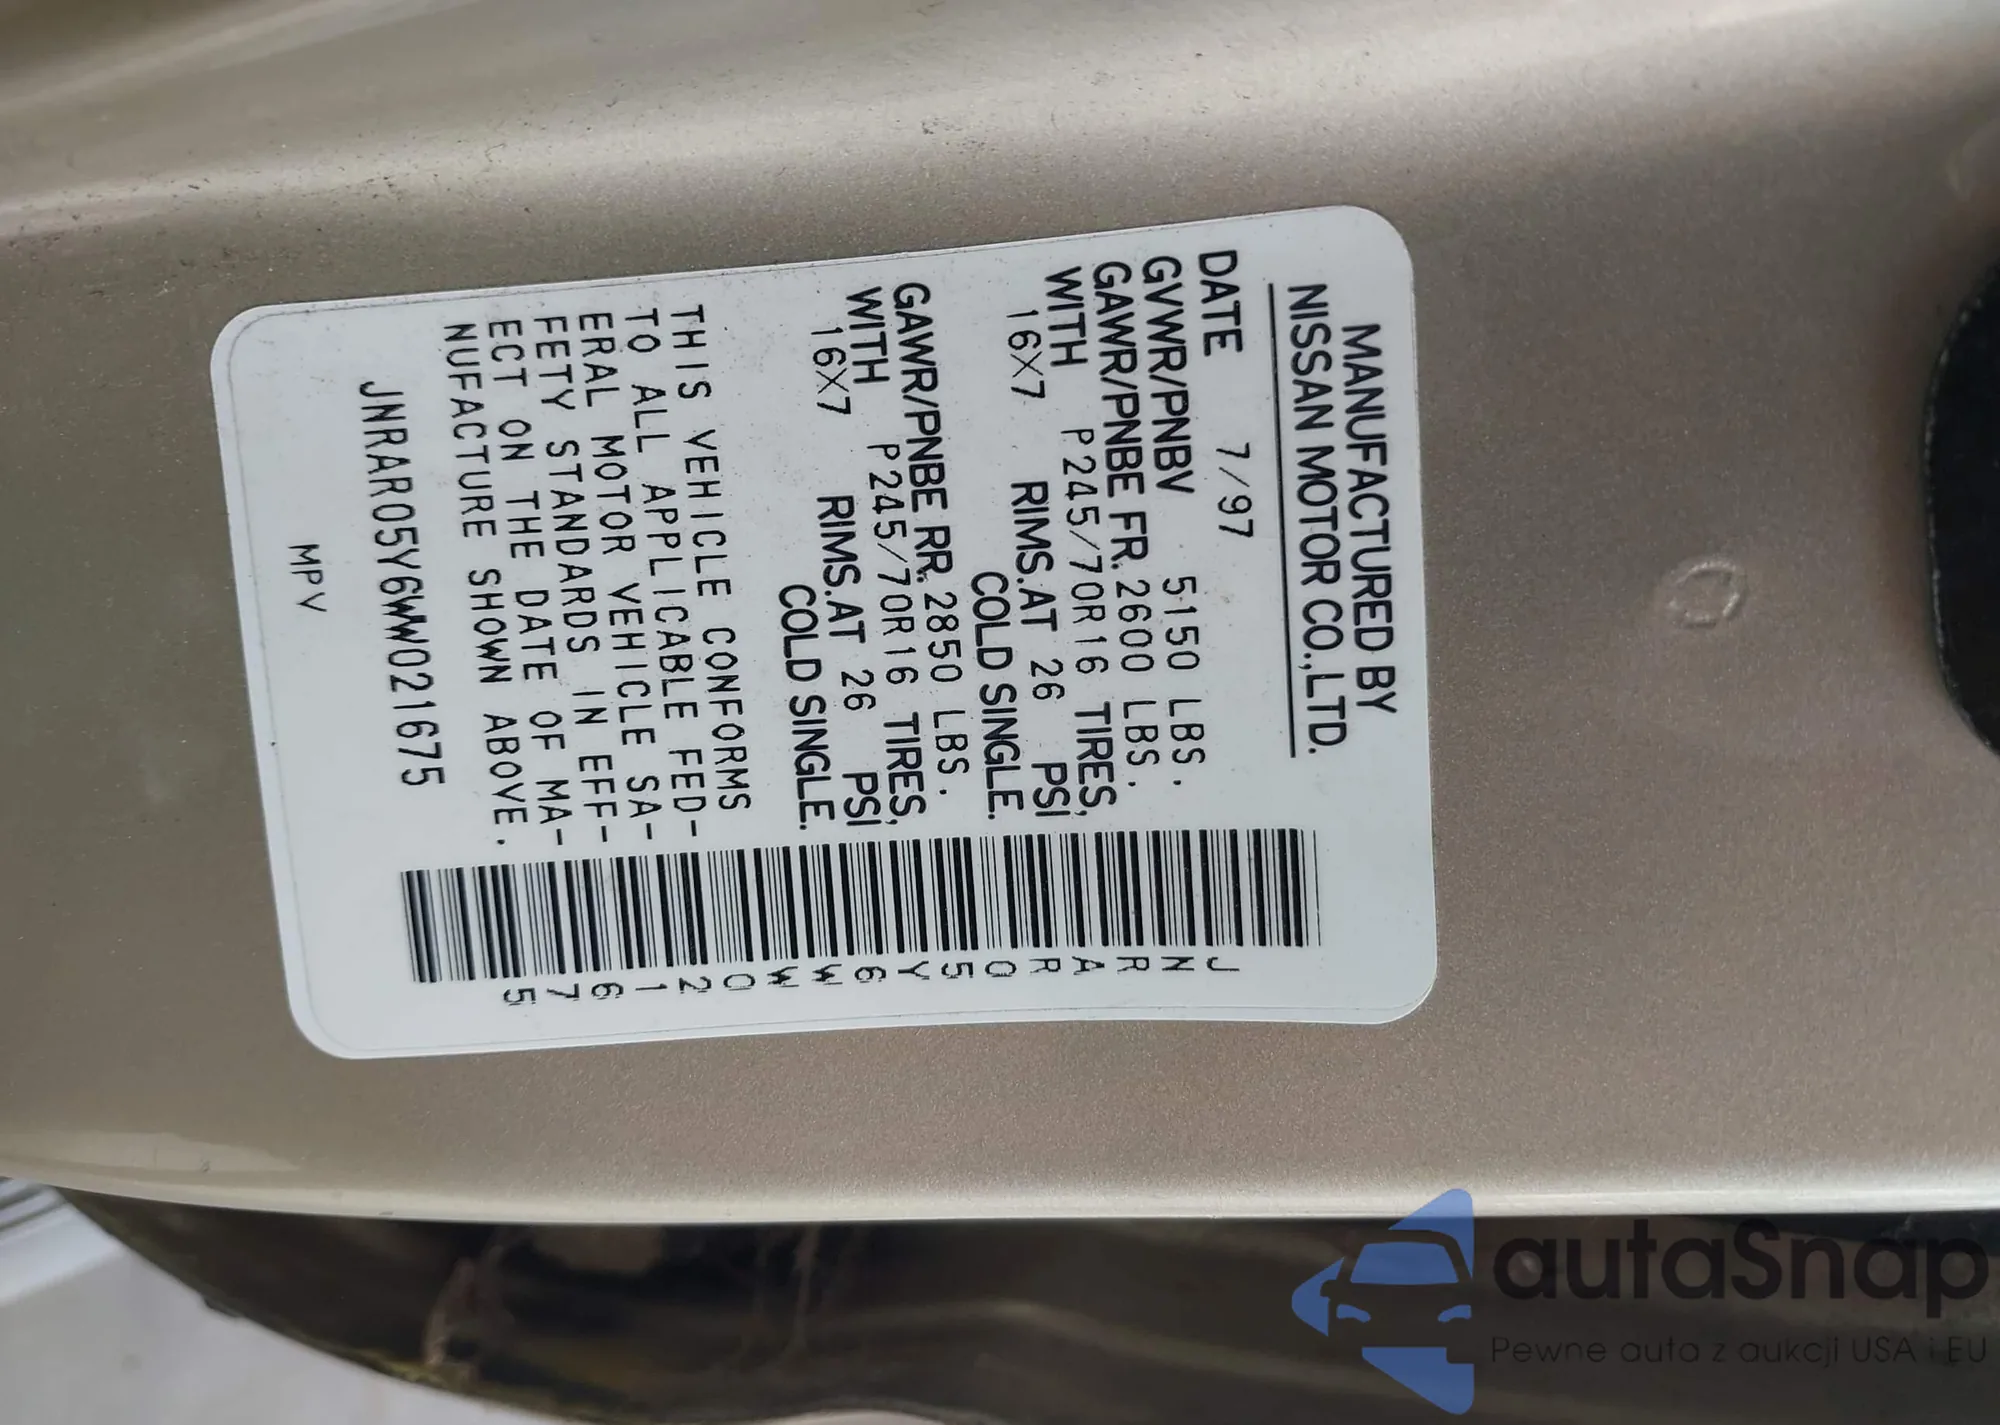 MANUFACTURED BY
NISSAN MOTOR CO.,LTD.
DATE 7/97
GVWR/PNBV 5150 LBS.
GAWR/PNBE FR. 2600 LBS.
WITH P245/70R16 TIRES,
16X7 RIMS.AT 26 PSI
COLD SINGLE.
GAWR/PNBE RR. 2850 LBS.
WITH P245/70R16 TIRES,
16X7 RIMS.AT 26 PSI
COLD SINGLE.
THIS VEHICLE CONFORMS
TO ALL APPLICABLE FED-
ERAL MOTOR VEHICLE SA-
FETY STANDARDS IN EFF-
ECT ON THE DATE OF MA-
NUFACTURE SHOWN ABOVE.
JNRAR05Y6WW021675
MPV
JNRAR05Y6WW021675
autaSnap
Pewne auta z aukcji USA i EU